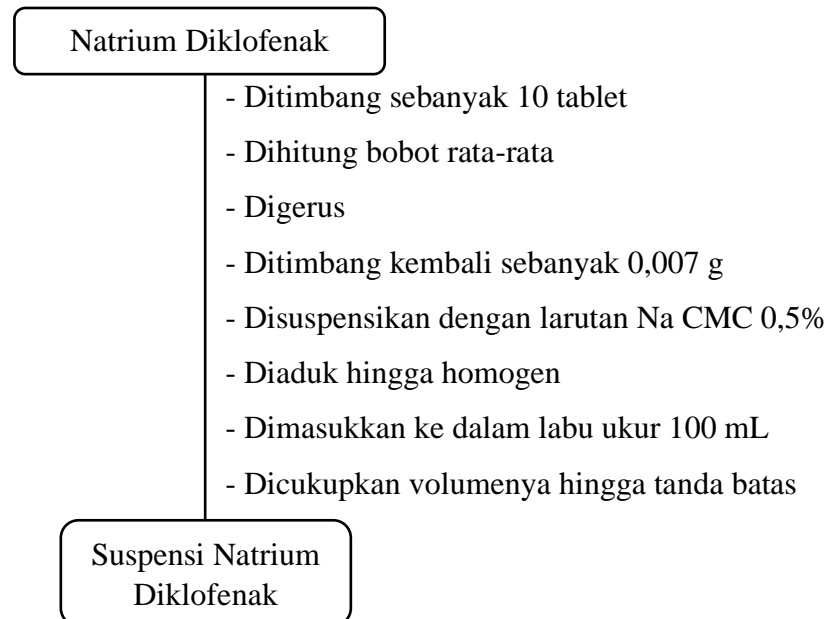 Natrium Diklofenak
- Ditimbang sebanyak 10 tablet
- Dihitung bobot rata-rata
- Digerus
- Ditimbang kembali sebanyak 0,007 g
- Disuspensikan dengan larutan Na CMC 0,5%
- Diaduk hingga homogen
- Dimasukkan ke dalam labu ukur 100 mL
- Dicukupkan volumenya hingga tanda batas
Suspensi Natrium
Diklofenak